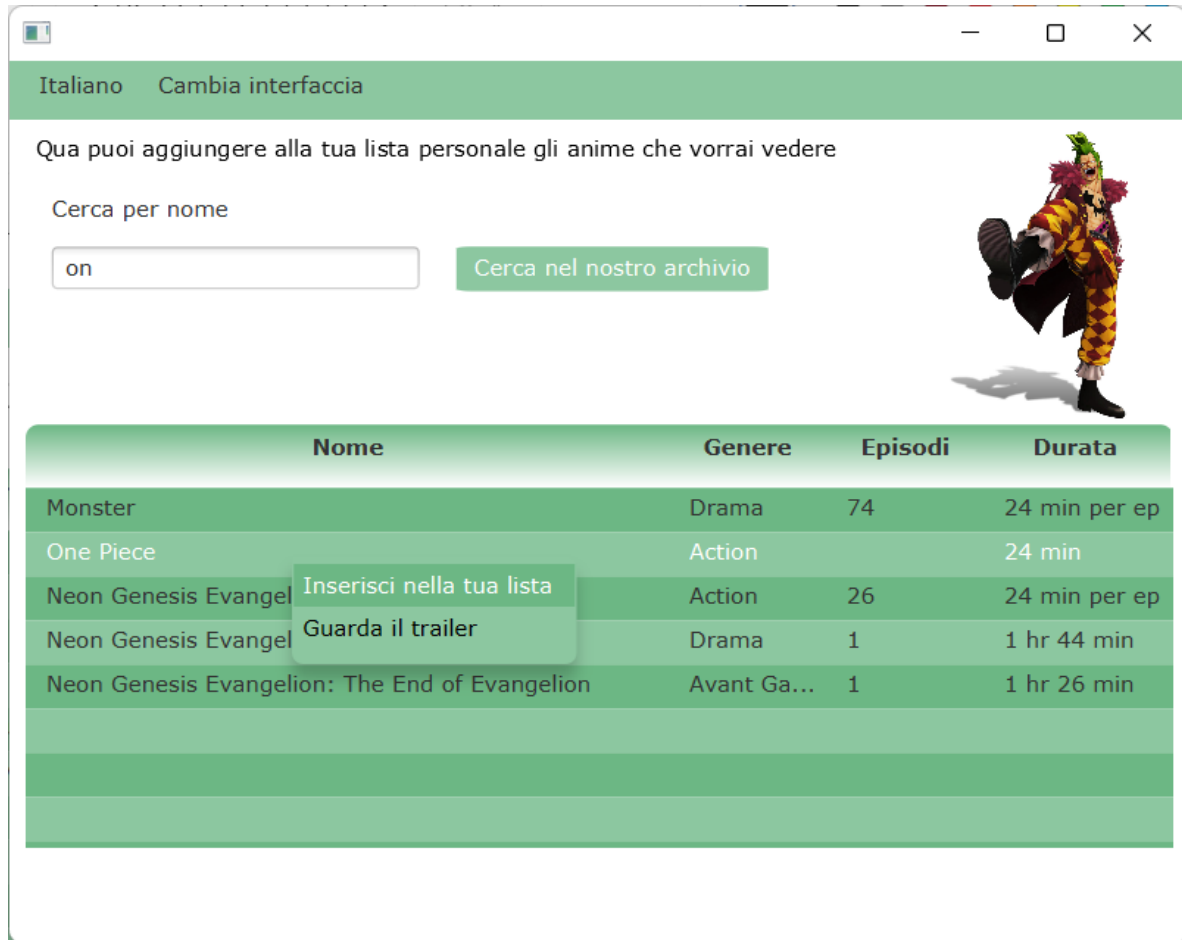 Italiano Cambia interfaccia
Qua puoi aggiungere alla tua lista personale gli anime che vorrai vedere
Cerca per nome
on Cerca nel nostro archivio
Nome Genere Episodi Durata
Monster Drama 74 24 min per ep
One Piece Action 24 min
Inserisci nella tua lista
Neon Genesis Evangel Action 26 24 min per ep
Guarda il trailer
Neon Genesis Evangel Drama 1 1 hr 44 min
Neon Genesis Evangelion: The End of Evangelion Avant Ga... 1 1 hr 26 min